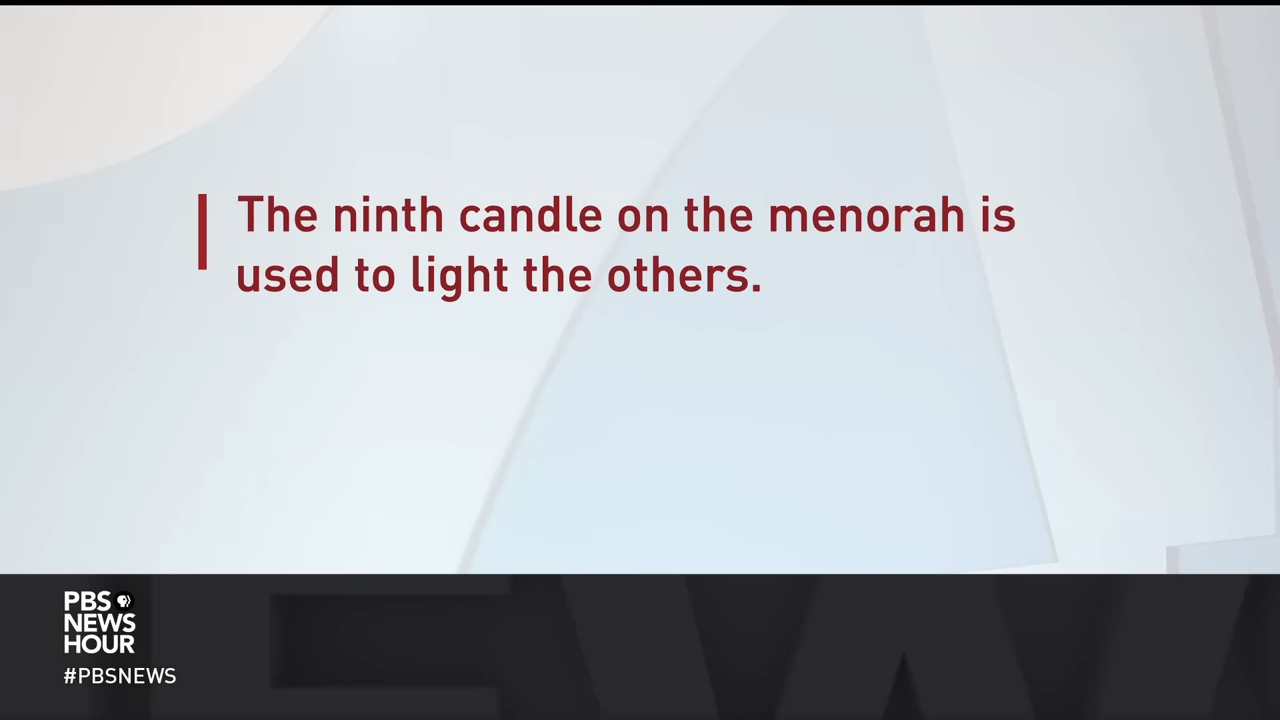 The ninth candle on the menorah is
used to light the others.
PBS
NEWS
HOUR
#PBSNEWS